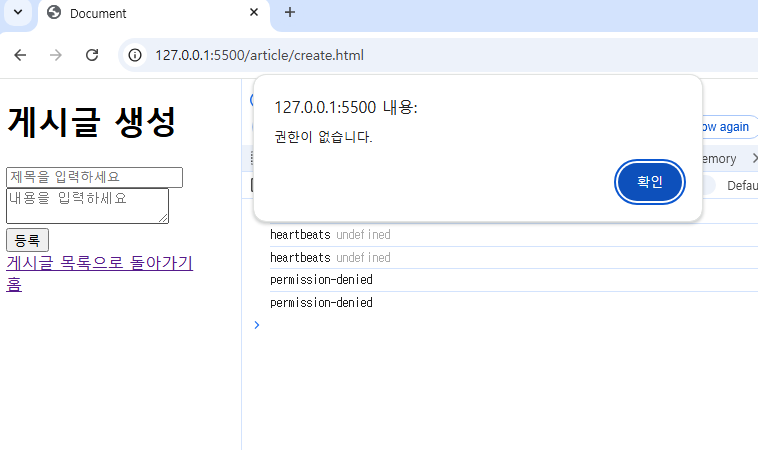 Document
127.0.0.1:5500/article/create.html
게시글 생성
제목을 입력하세요
내용을 입력하세요
등록
게시글 목록으로 돌아가기
홈
127.0.0.1:5500 내용:
권한이 없습니다.
확인
again
Defau
heartbeats undefined
heartbeats undefined
permission-denied
permission-denied